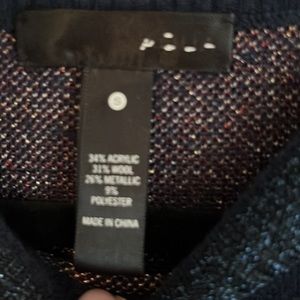 S
34% ACRYLIC
31% WOOL
26% METALLIC
9%
POLYESTER
MADE IN CHINA